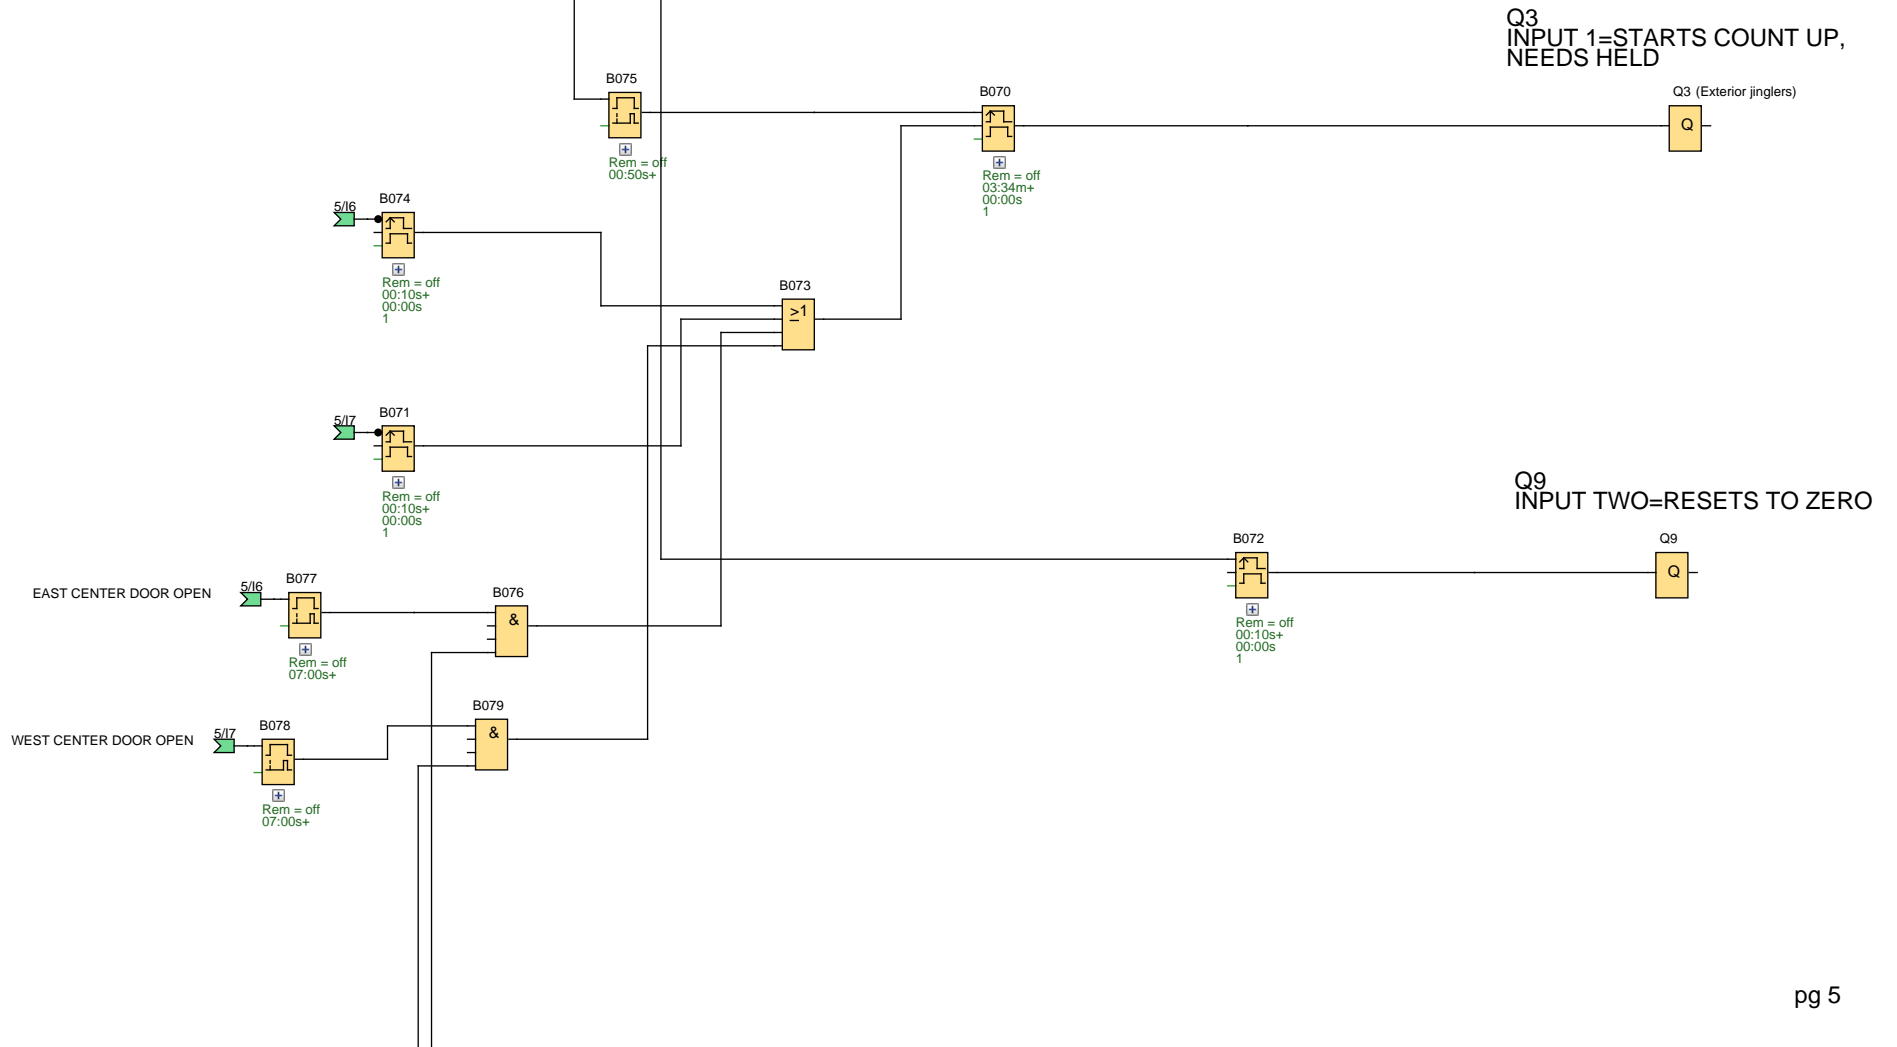 Q3
INPUT 1=STARTS COUNT UP,
NEEDS HELD
B075
Rem = off
00:50s+
B070
Rem = off
03:34m+
00:00s
1
Q3 (Exterior jinglers)
Q
5/I6
B074
Rem = off
00:10s+
00:00s
1
B073
>1
5/I7
B071
Rem = off
00:10s+
00:00s
1
Q9
INPUT TWO=RESETS TO ZERO
B072
Rem = off
00:10s+
00:00s
1
Q9
Q
EAST CENTER DOOR OPEN
5/I6
B077
Rem = off
07:00s+
B076
&
WEST CENTER DOOR OPEN
5/I7
B078
Rem = off
07:00s+
B079
&
pg 5